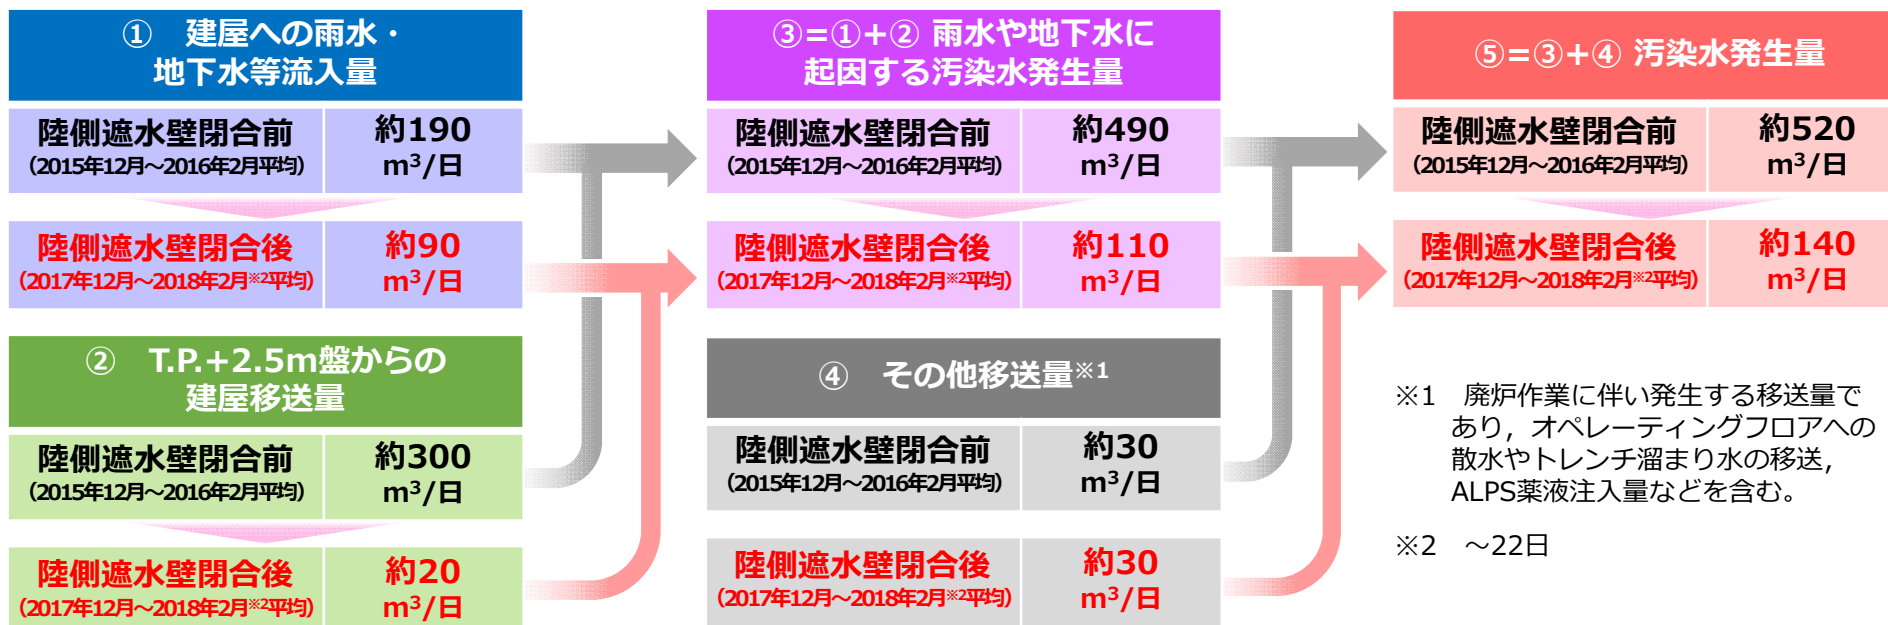 ① 建屋への雨水・
地下水等流入量
陸側遮水壁閉合前
（2015年12月～2016年2月平均）
約190
m³/日
陸側遮水壁閉合後
（2017年12月～2018年2月※2平均）
約90
m³/日
② T.P.+2.5m盤からの
建屋移送量
陸側遮水壁閉合前
（2015年12月～2016年2月平均）
約300
m³/日
陸側遮水壁閉合後
（2017年12月～2018年2月※2平均）
約20
m³/日
③=①+② 雨水や地下水に
起因する汚染水発生量
陸側遮水壁閉合前
（2015年12月～2016年2月平均）
約490
m³/日
陸側遮水壁閉合後
（2017年12月～2018年2月※2平均）
約110
m³/日
④ その他移送量※1
陸側遮水壁閉合前
（2015年12月～2016年2月平均）
約30
m³/日
陸側遮水壁閉合後
（2017年12月～2018年2月※2平均）
約30
m³/日
⑤=③+④ 汚染水発生量
陸側遮水壁閉合前
（2015年12月～2016年2月平均）
約520
m³/日
陸側遮水壁閉合後
（2017年12月～2018年2月※2平均）
約140
m³/日
※1 廃炉作業に伴い発生する移送量で
あり，オペレーティングフロアへの
散水やトレンチ溜まり水の移送，
ALPS薬液注入量などを含む。
※2 ～22日